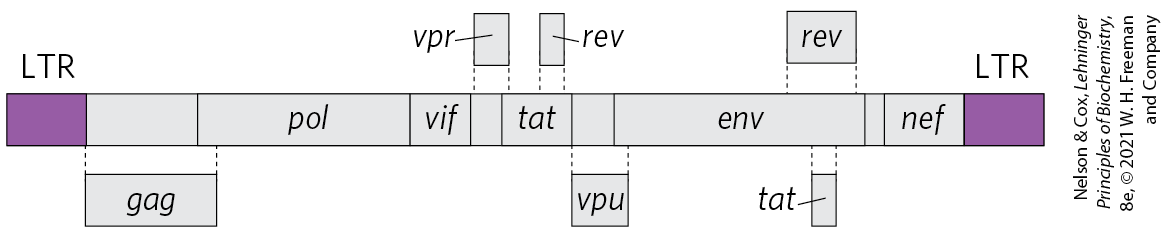 vpr
rev
rev
LTR
LTR
pol
vif
tat
env
nef
gag
vpu
tat
Nelson & Cox, Lehninger
Principles of Biochemistry,
8e, © 2021 W. H. Freeman
and Company